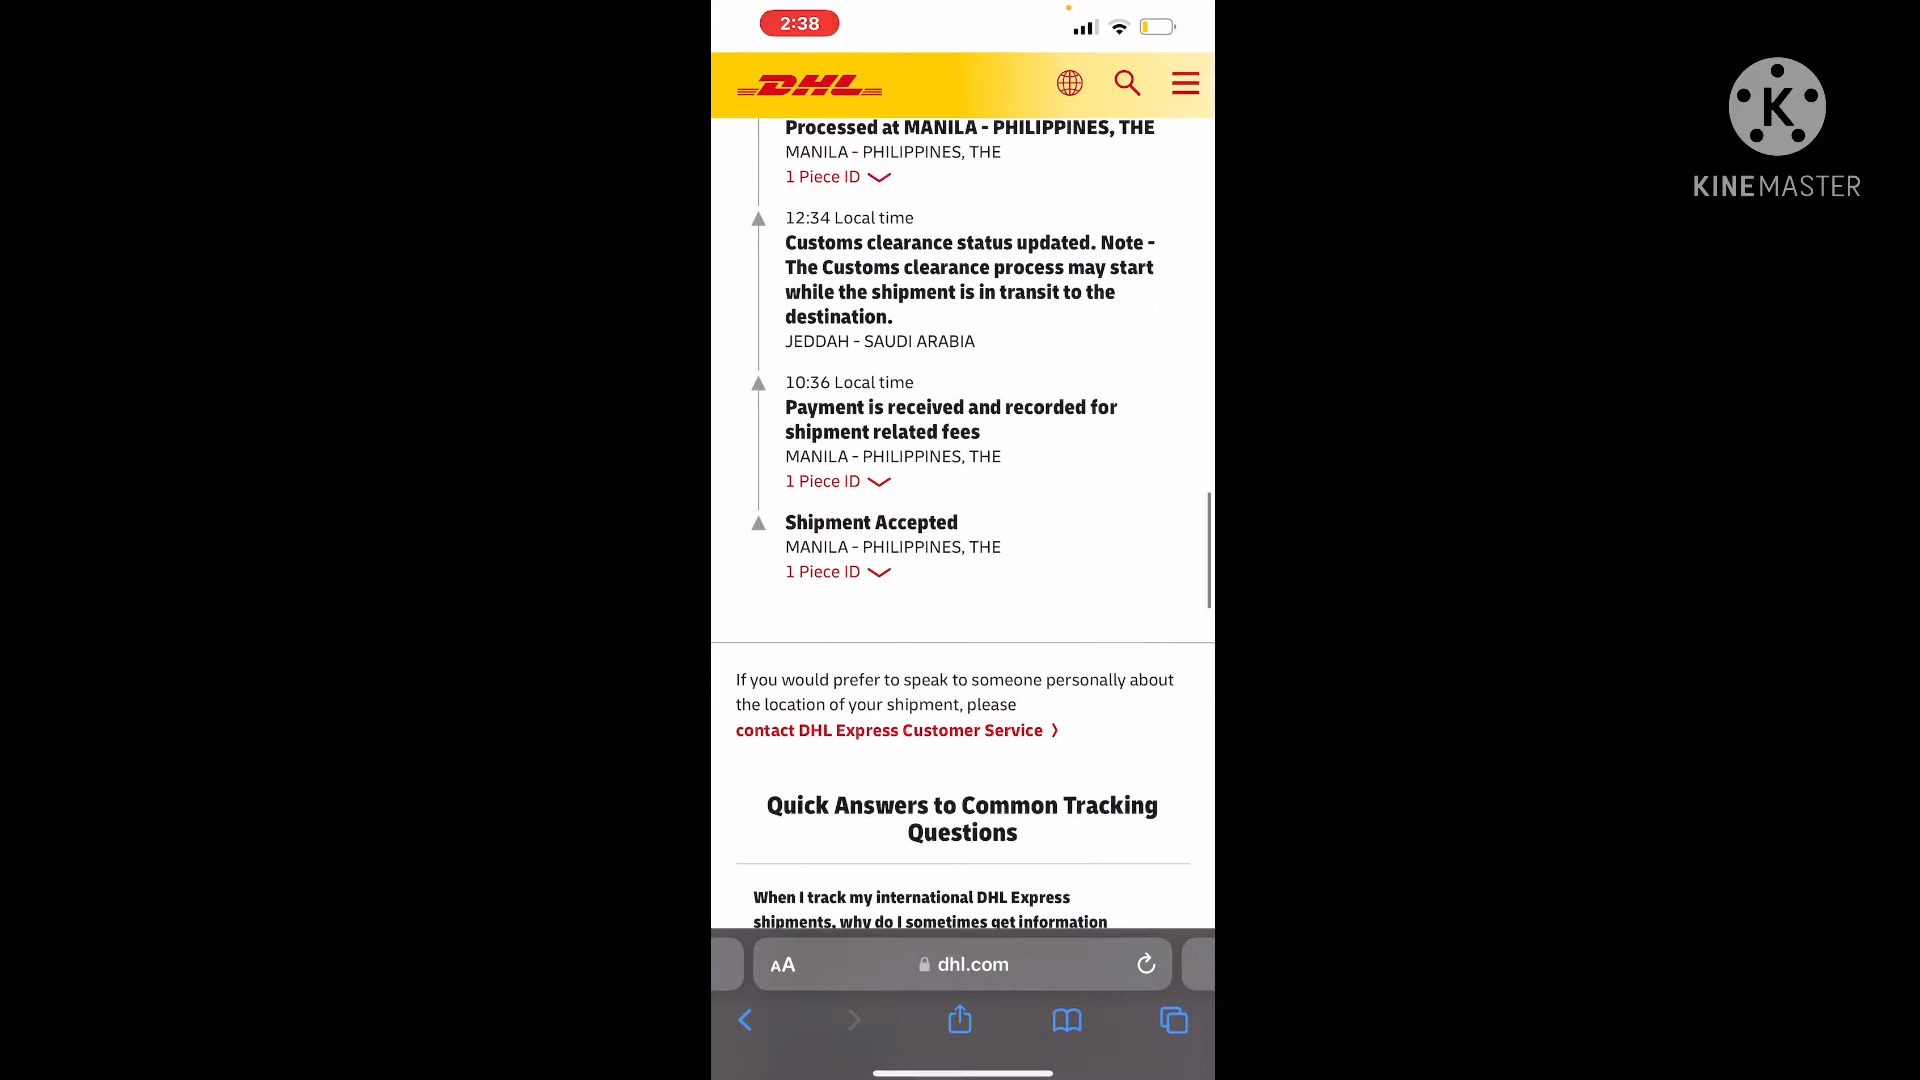 2:38
DHL
Processed at MANILA - PHILIPPINES, THE
MANILA - PHILIPPINES, THE
1 Piece ID
12:34 Local time
Customs clearance status updated. Note -
The Customs clearance process may start
while the shipment is in transit to the
destination.
JEDDAH - SAUDI ARABIA
10:36 Local time
Payment is received and recorded for
shipment related fees
MANILA - PHILIPPINES, THE
1 Piece ID
Shipment Accepted
MANILA - PHILIPPINES, THE
1 Piece ID
If you would prefer to speak to someone personally about
the location of your shipment, please
contact DHL Express Customer Service
Quick Answers to Common Tracking
Questions
When I track my international DHL Express
shipments, why do I sometimes get information
AA dhl.com
K
KINEMASTER